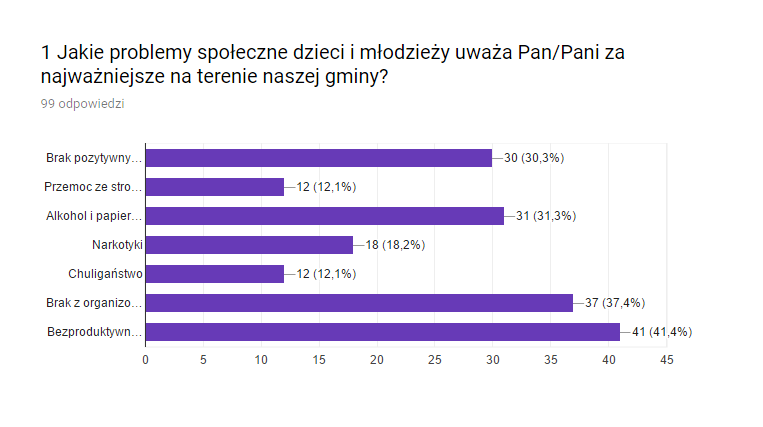 1 Jakie problemy społeczne dzieci i młodzieży uważa Pan/Pani za
najważniejsze na terenie naszej gminy?
99 odpowiedzi
Brak pozytywny... 30 (30,3%)
Przemoc ze stro... 12 (12,1%)
Alkohol i papier... 31 (31,3%)
Narkotyki 18 (18,2%)
Chuligaństwo 12 (12,1%)
Brak z organizo... 37 (37,4%)
Bezproduktywn... 41 (41,4%)
0 5 10 15 20 25 30 35 40 45